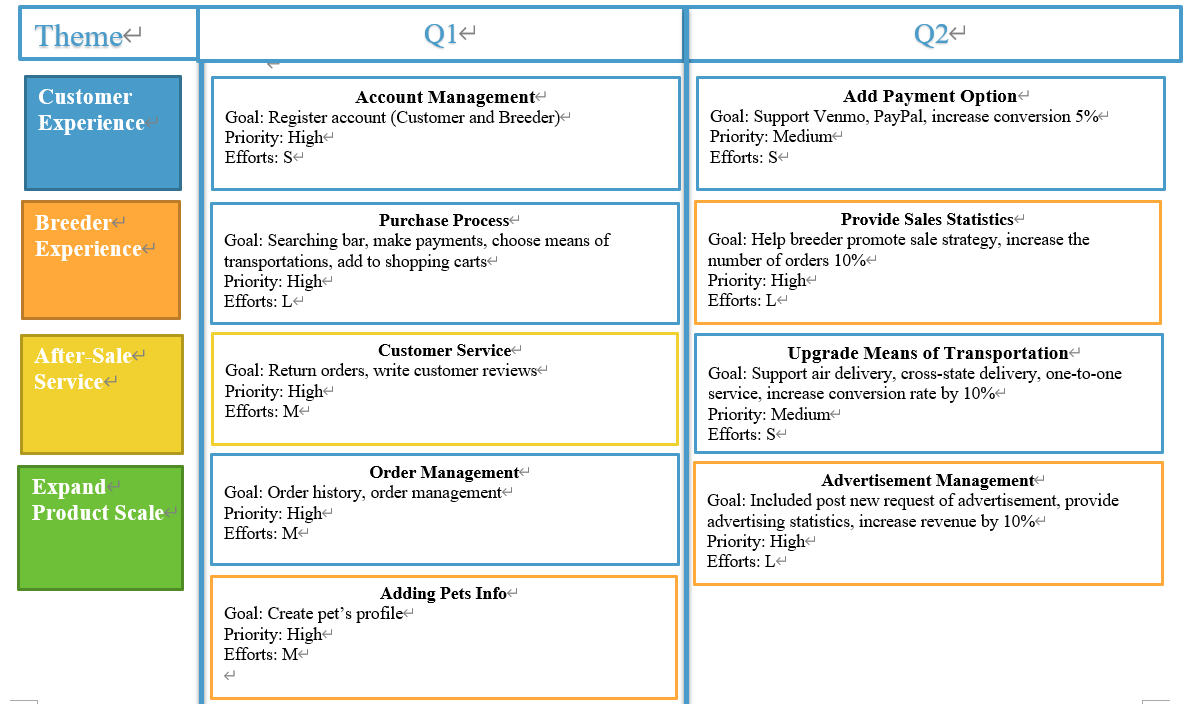 Theme
Q1
Q2
Customer
Experience
Breeder
Experience
After-Sale
Service
Expand
Product Scale
Account Management
Goal: Register account (Customer and Breeder)
Priority: High
Efforts: S
Purchase Process
Goal: Searching bar, make payments, choose means of
transportations, add to shopping carts
Priority: High
Efforts: L
Customer Service
Goal: Return orders, write customer reviews
Priority: High
Efforts: M
Order Management
Goal: Order history, order management
Priority: High
Efforts: M
Adding Pets Info
Goal: Create pet’s profile
Priority: High
Efforts: M
Add Payment Option
Goal: Support Venmo, PayPal, increase conversion 5%
Priority: Medium
Efforts: S
Provide Sales Statistics
Goal: Help breeder promote sale strategy, increase the
number of orders 10%
Priority: High
Efforts: L
Upgrade Means of Transportation
Goal: Support air delivery, cross-state delivery, one-to-one
service, increase conversion rate by 10%
Priority: Medium
Efforts: S
Advertisement Management
Goal: Included post new request of advertisement, provide
advertising statistics, increase revenue by 10%
Priority: High
Efforts: L